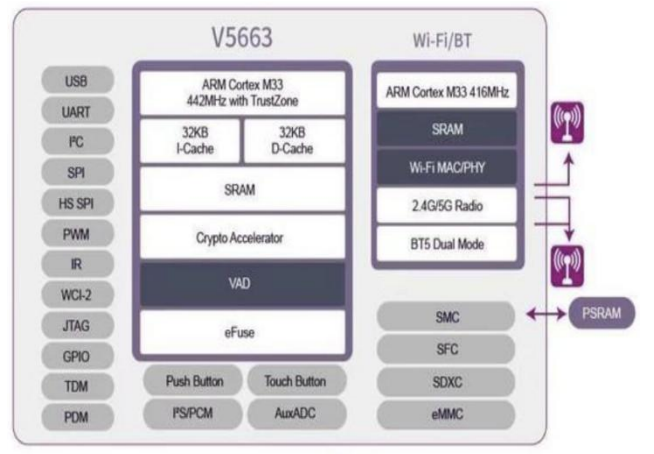 V5663
Wi-Fi/BT
USB
UART
I²C
SPI
HS SPI
PWM
IR
WCI-2
JTAG
GPIO
TDM
PDM
ARM Cortex M33
442MHz with TrustZone
32KB
I-Cache
32KB
D-Cache
SRAM
Crypto Accelerator
VAD
eFuse
Push Button
Touch Button
I²S/PCM
AuxADC
ARM Cortex M33 416MHz
SRAM
Wi-Fi MAC/PHY
2.4G/5G Radio
BT5 Dual Mode
SMC
SFC
SDXC
eMMC
PSRAM